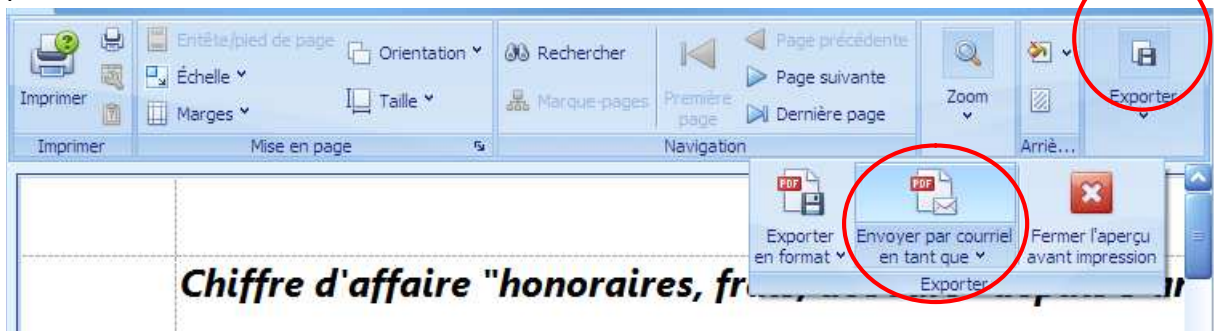 Imprimer
Imprimer
Entête/pied de page
Échelle
Marges
Orientation
Taille
Mise en page
Rechercher
Marque-pages
Première
page
Page précédente
Page suivante
Dernière page
Navigation
Zoom
Arriè...
Exporter
PDF
Exporter
en format
PDF
Envoyer par courriel
en tant que
Fermer l'aperçu
avant impression
Exporter
Chiffre d'affaire "honoraires,